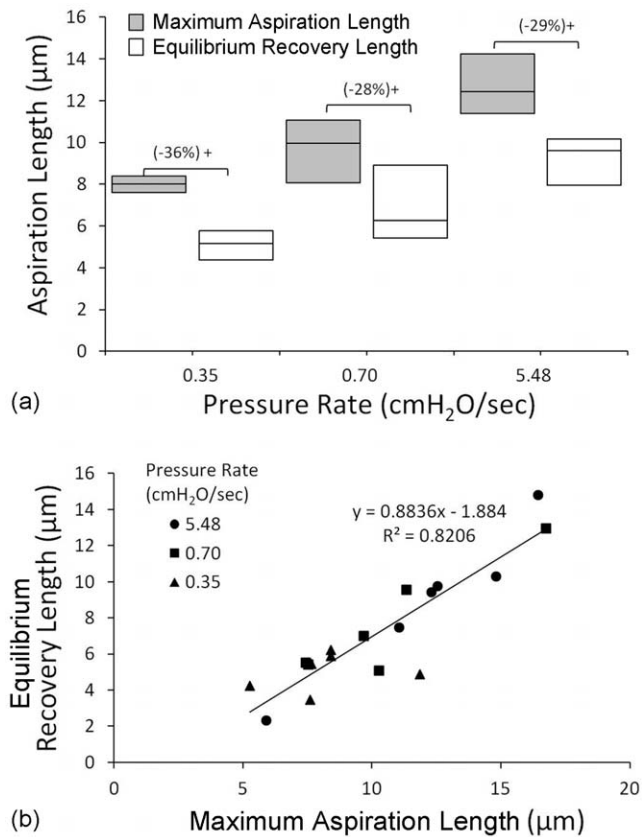 Maximum Aspiration Length
Equilibrium Recovery Length
(-29%)+
(-28%)+
(-36%) +
Aspiration Length (μm)
16
14
12
10
8
6
4
2
0
0.35
0.70
5.48
Pressure Rate (cmH₂O/sec)
(a)
Pressure Rate
(cmH₂O/sec)
5.48
0.70
0.35
y = 0.8836x - 1.884
R² = 0.8206
Equilibrium
Recovery Length (μm)
16
14
12
10
8
6
4
2
0
0
5
10
15
20
Maximum Aspiration Length (μm)
(b)